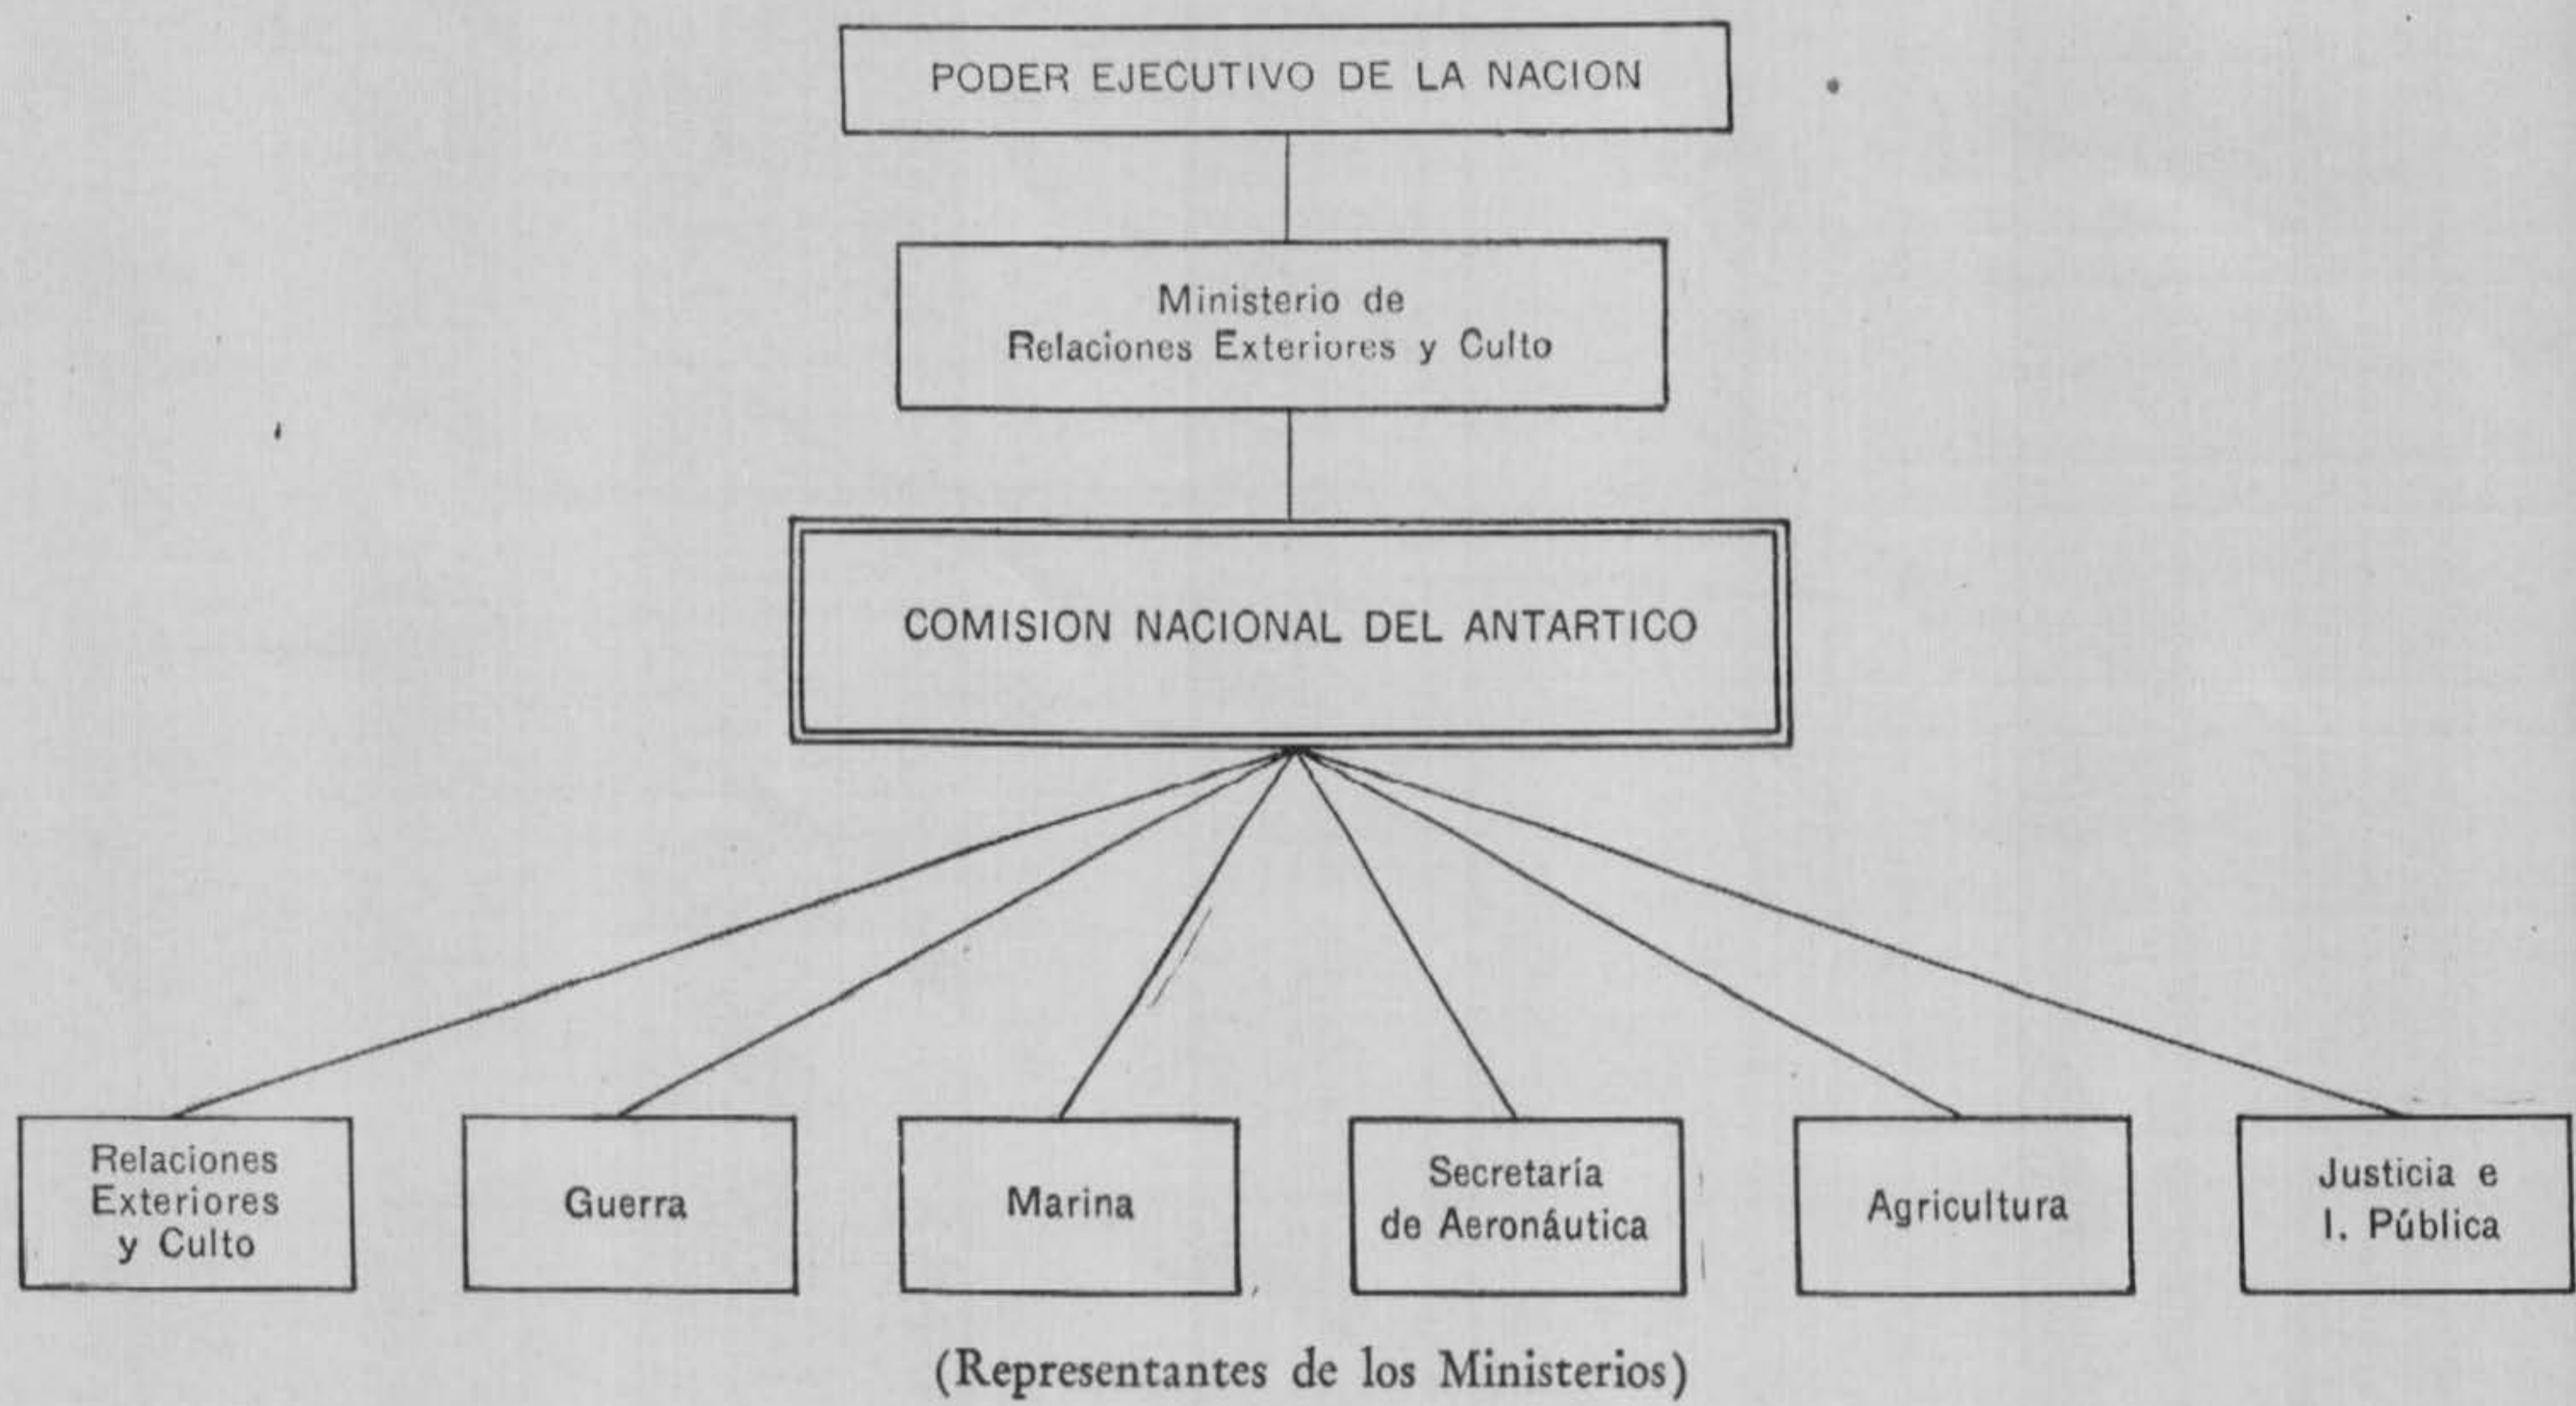 PODER EJECUTIVO DE LA NACION
Ministerio de
Relaciones Exteriores y Culto
COMISION NACIONAL DEL ANTARTICO
Relaciones
Exteriores
y Culto
Guerra
Marina
Secretaría
de Aeronáutica
Agricultura
Justicia e
I. Pública
(Representantes de los Ministerios)